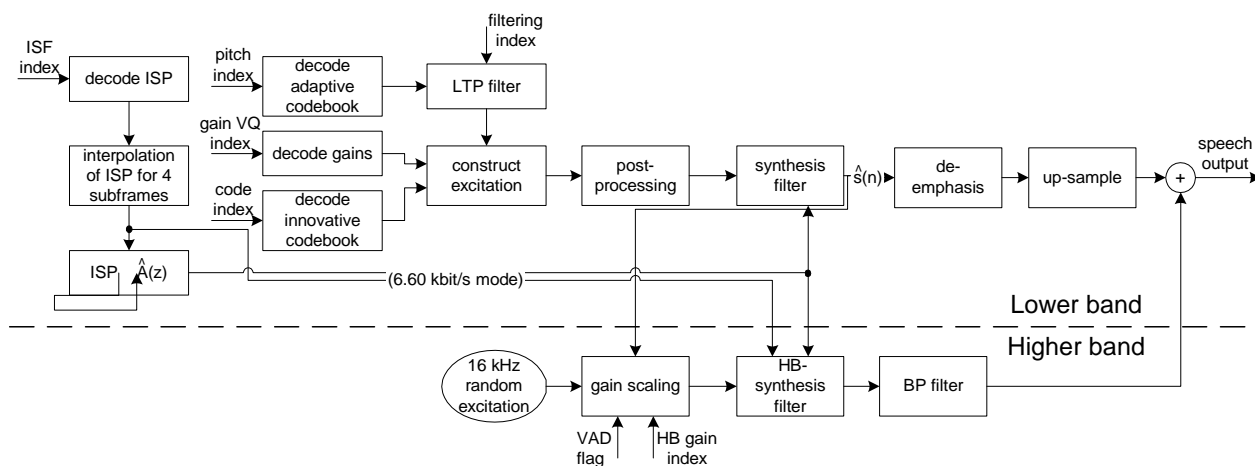 ISF
index
decode ISP
interpolation
of ISP for 4
subframes
ISP Â(z)
pitch
index
decode
adaptive
codebook
filtering
index
LTP filter
gain VQ
index
decode gains
code
index
decode
innovative
codebook
construct
excitation
post-
processing
synthesis
filter
ŝ(n)
de-
emphasis
up-sample
+
speech
output
(6.60 kbit/s mode)
Lower band
Higher band
16 kHz
random
excitation
gain scaling
VAD
flag
HB gain
index
HB-
synthesis
filter
BP filter